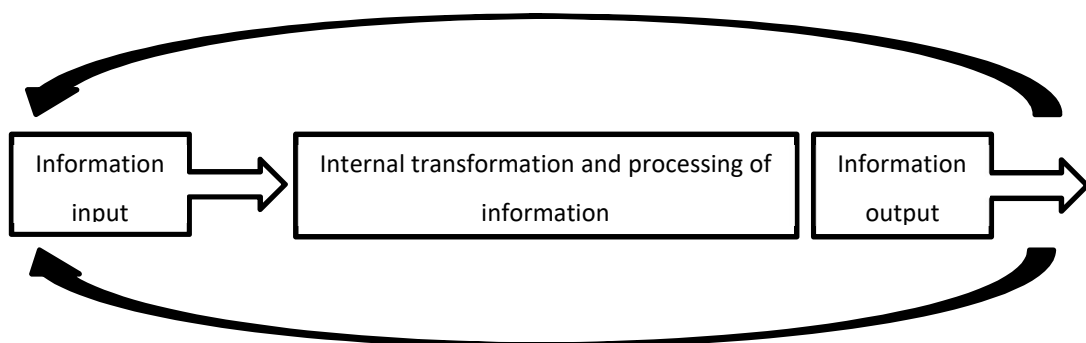 Information
input
Internal transformation and processing of
information
Information
output